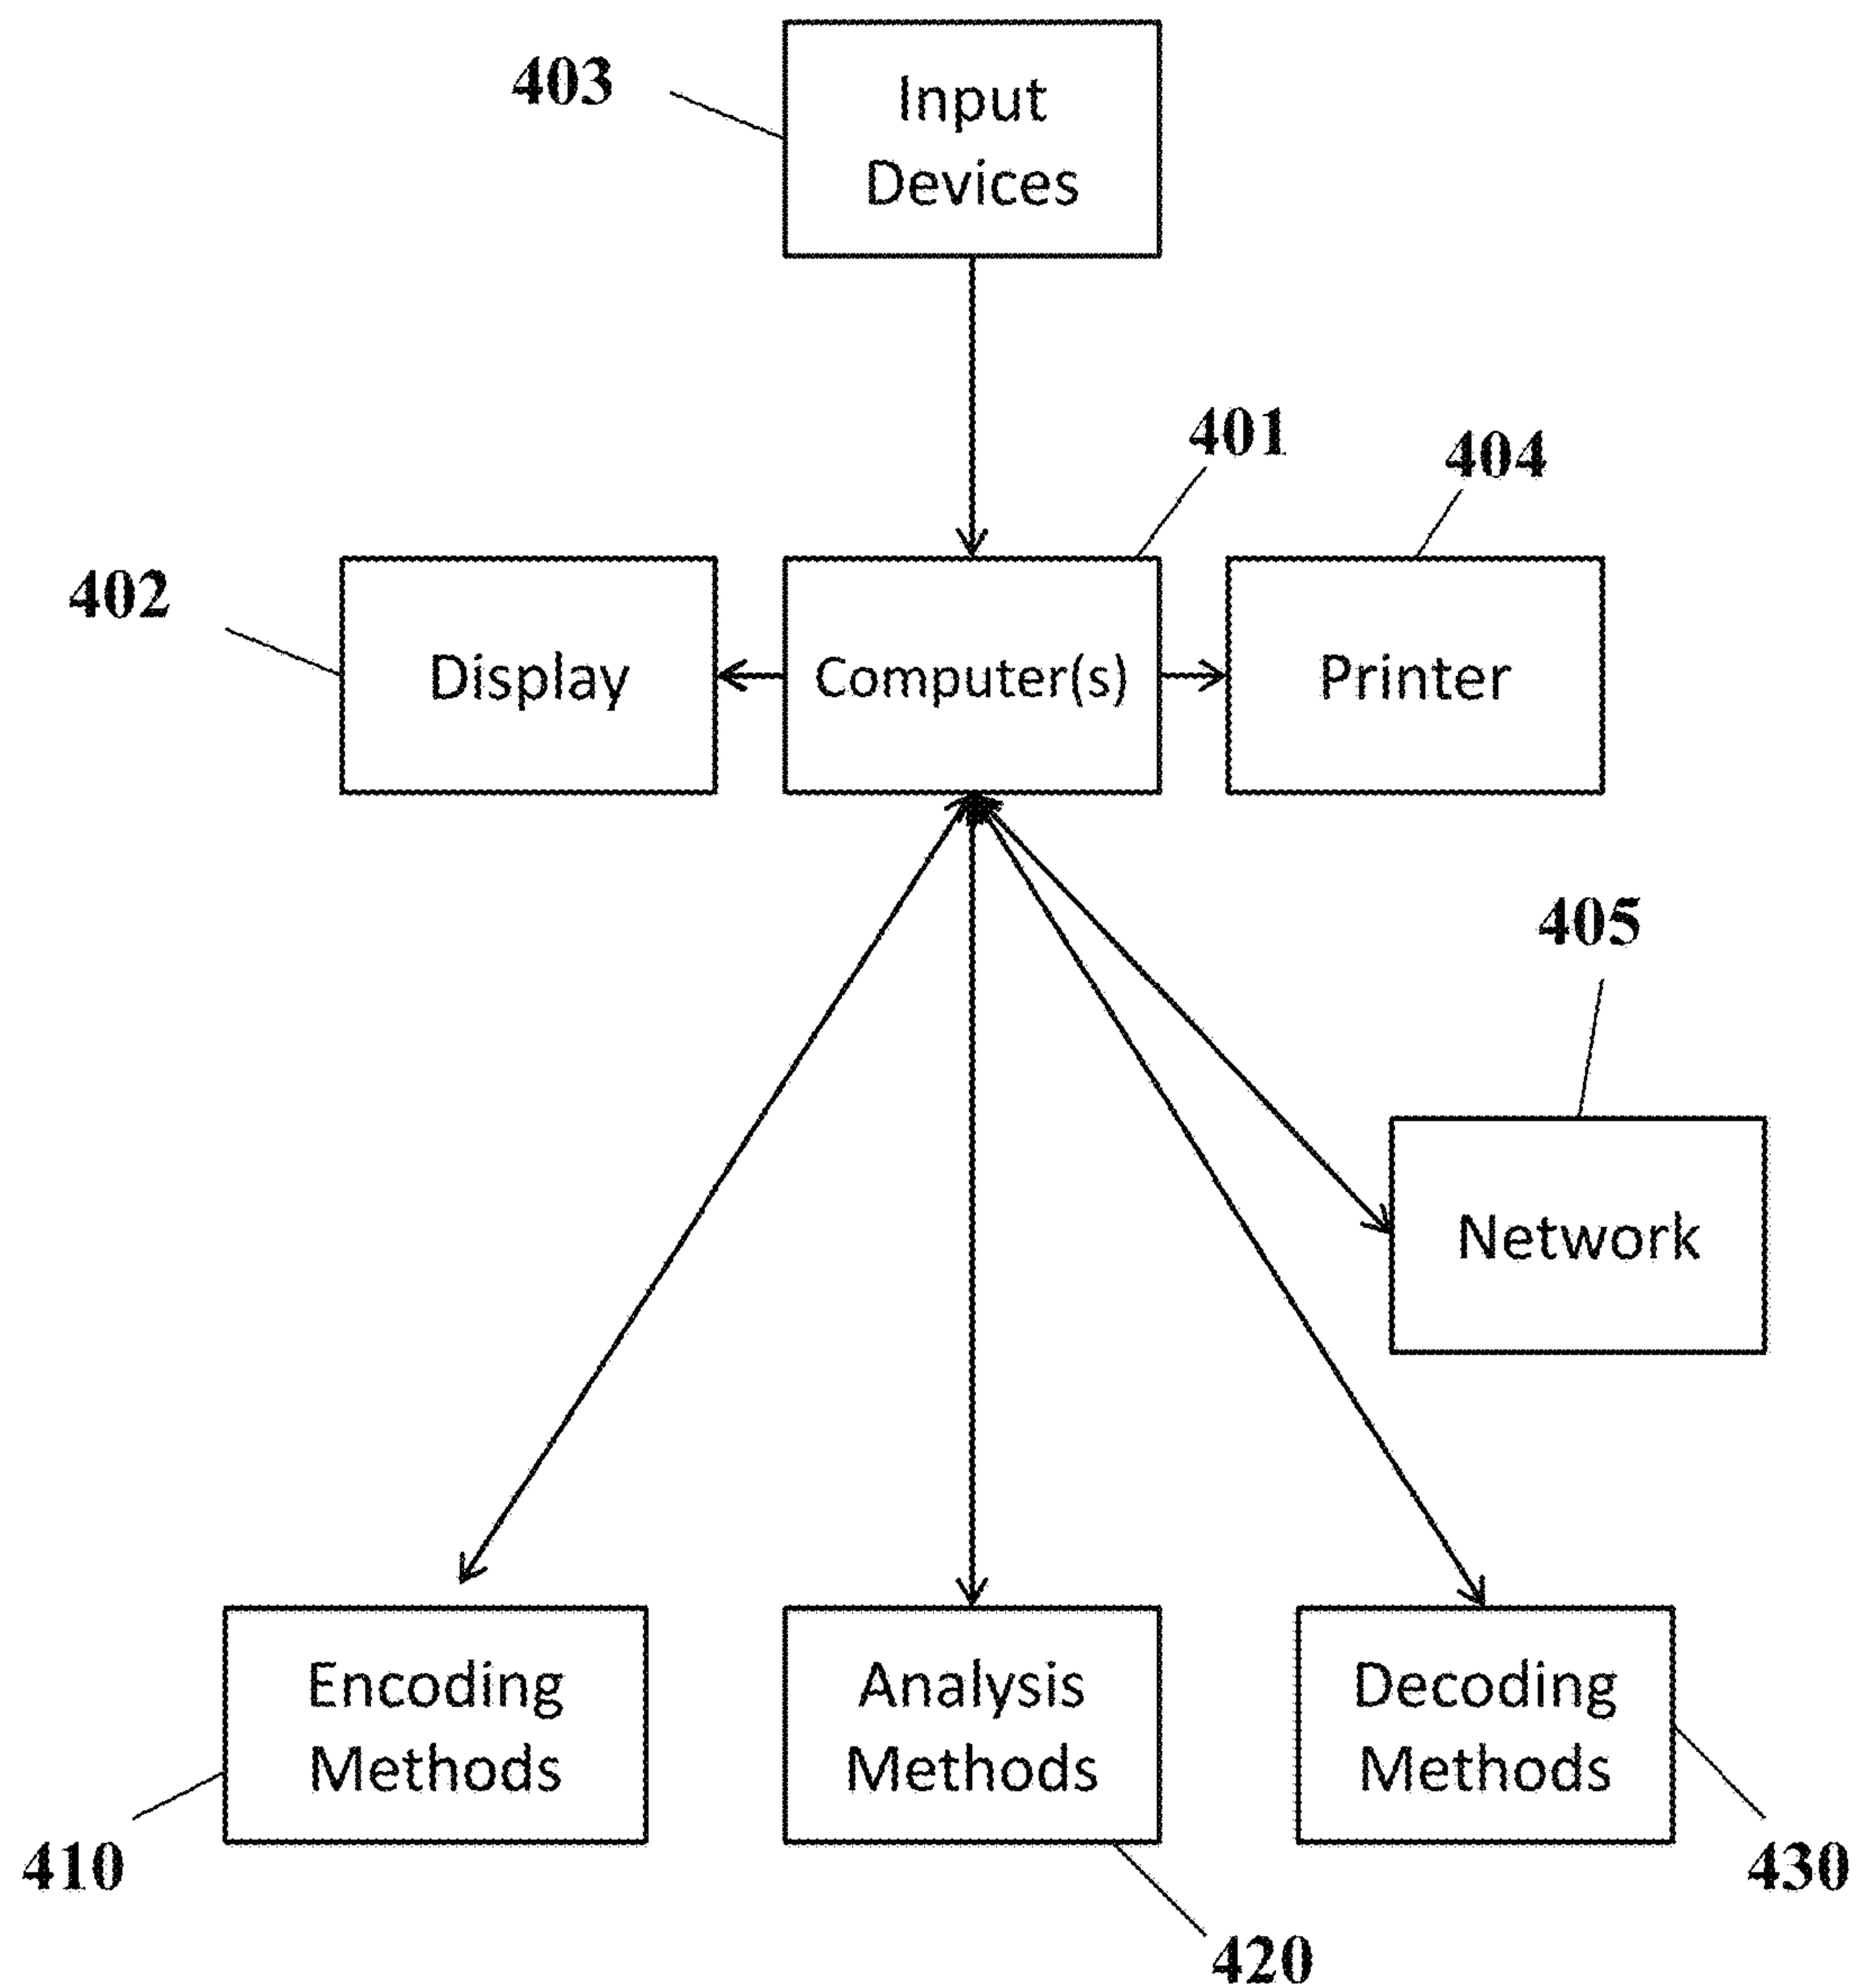 403
Input
Devices
401
404
402
Display
Computer(s)
Printer
405
Network
Encoding
Methods
Analysis
Methods
Decoding
Methods
410
430
420